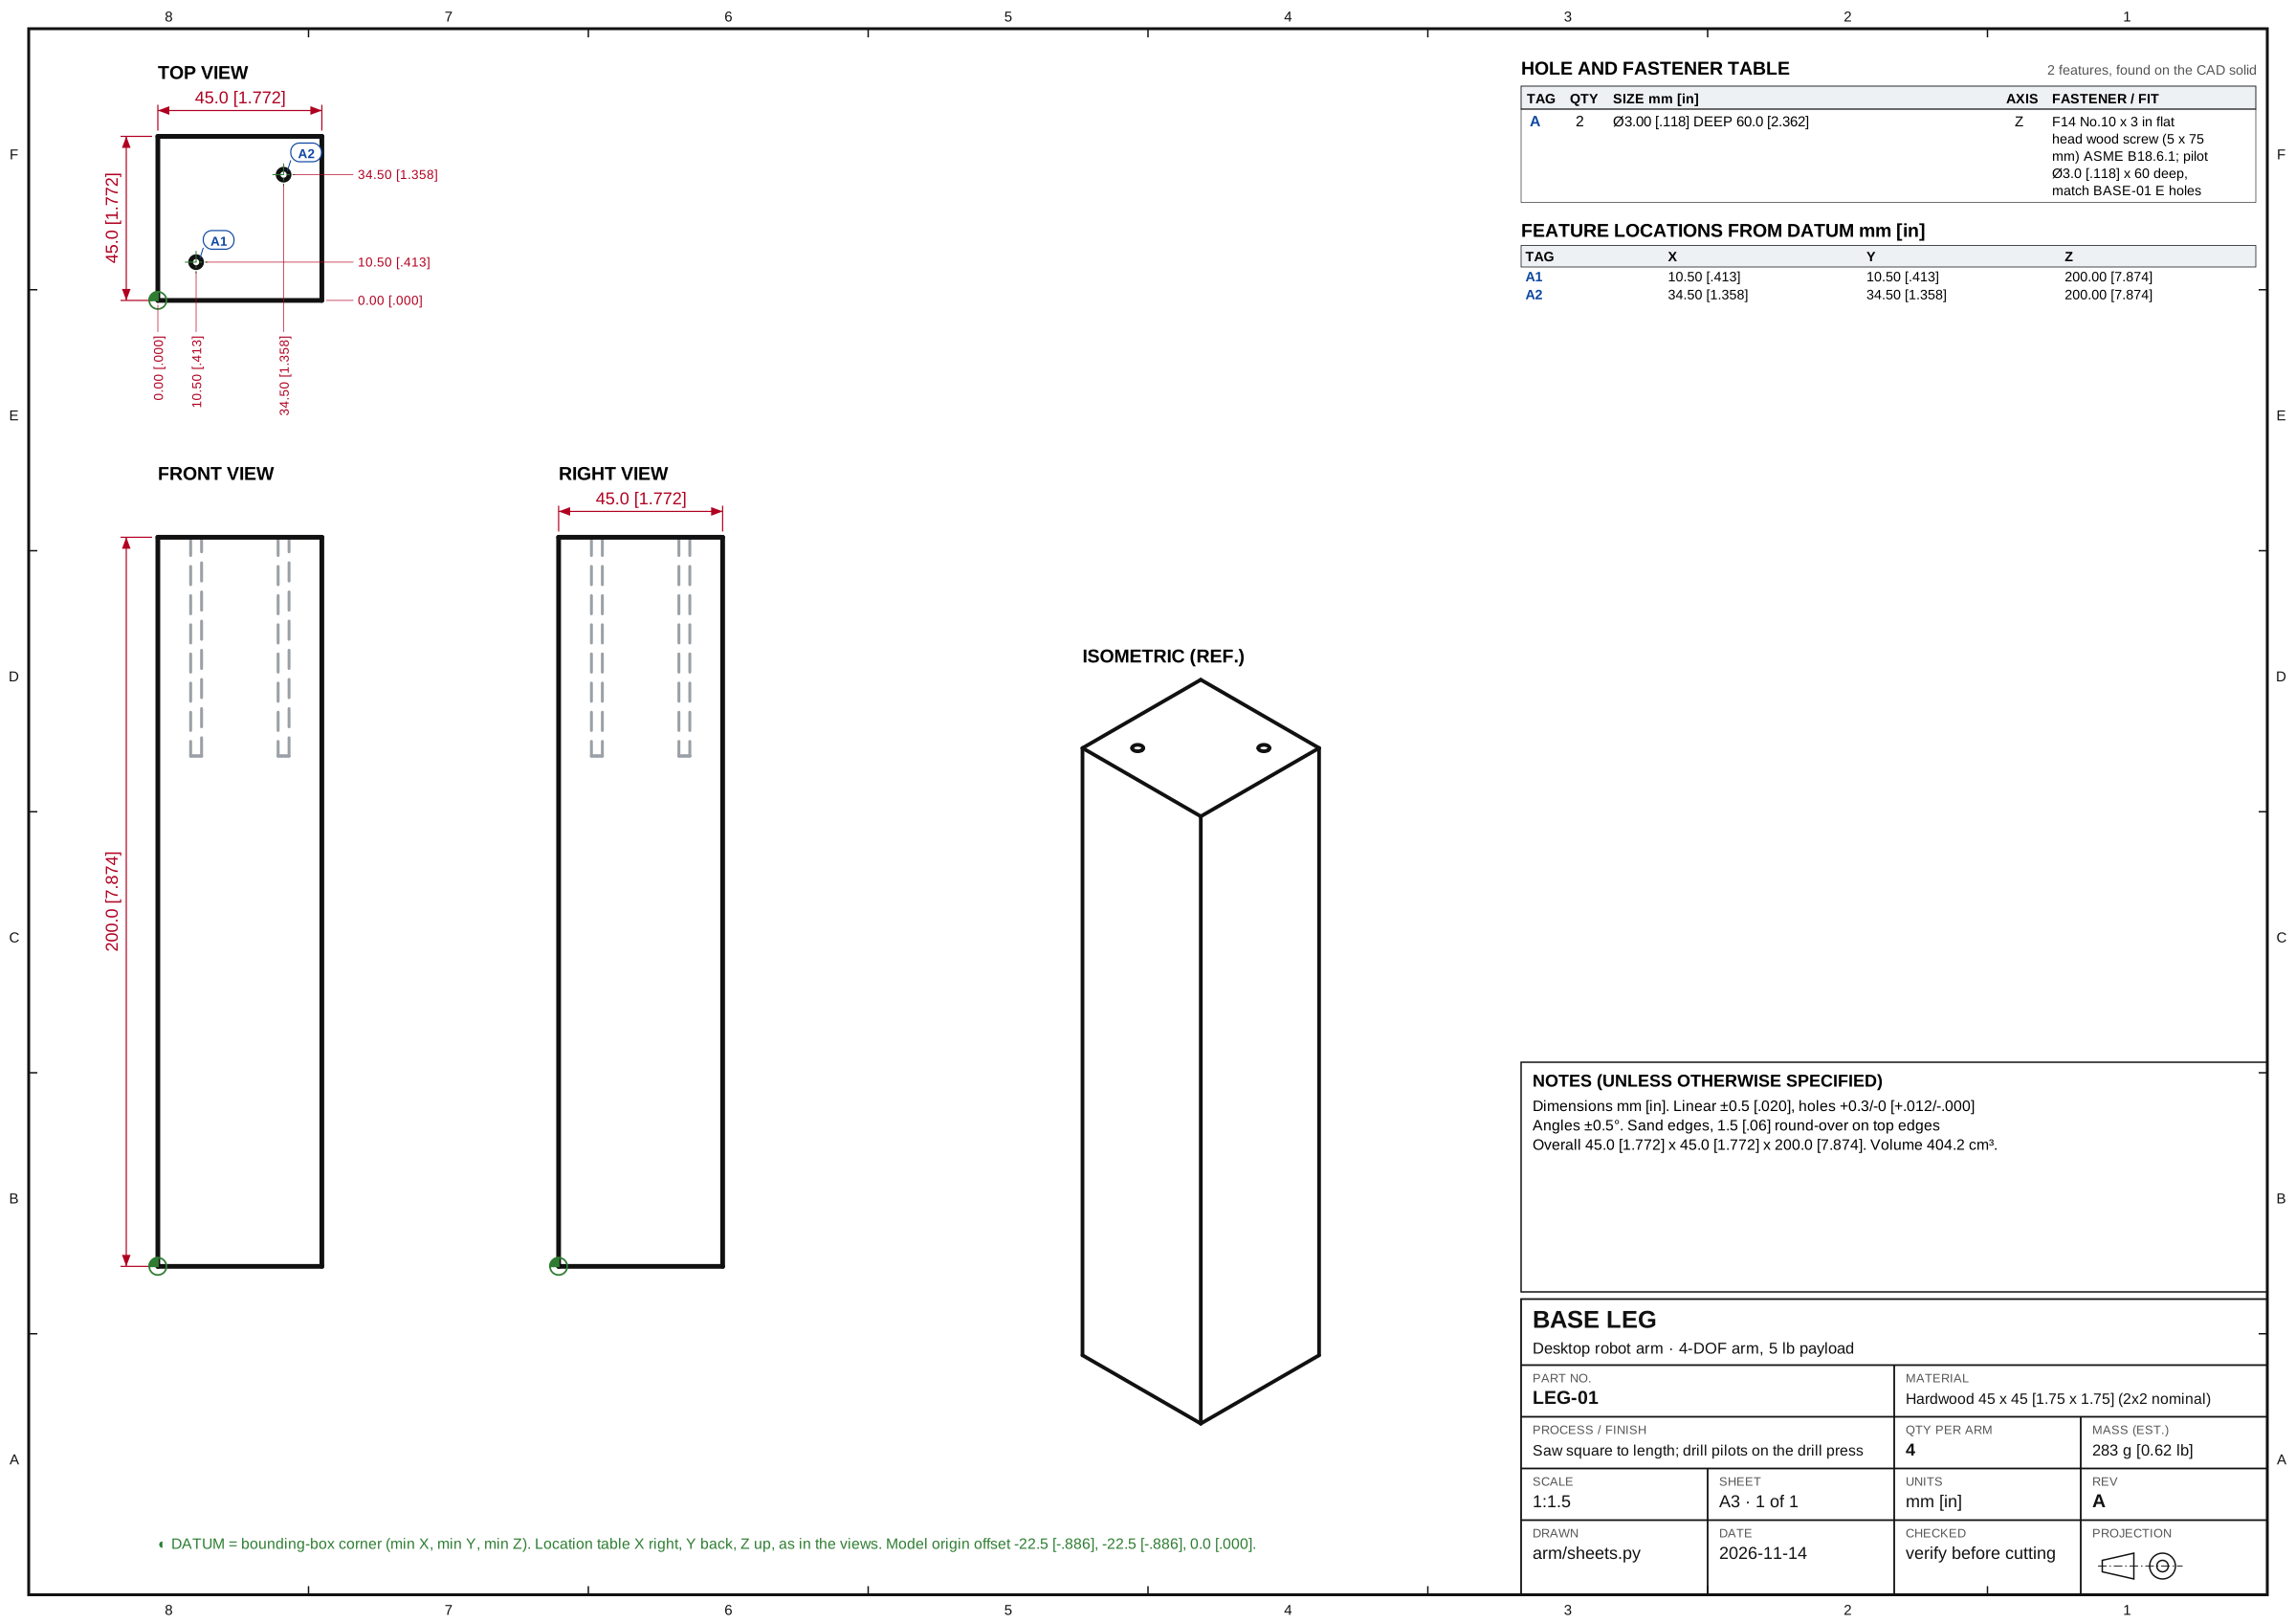 8 7 6 5 4 3 2 1
F
E
D
C
B
A
TOP VIEW
45.0 [1.772]
45.0 [1.772]
A2
A1
34.50 [1.358]
10.50 [.413]
0.00 [.000]
0.00 [.000]
10.50 [.413]
34.50 [1.358]
FRONT VIEW
200.0 [7.874]
RIGHT VIEW
45.0 [1.772]
ISOMETRIC (REF.)
HOLE AND FASTENER TABLE 2 features, found on the CAD solid
TAG QTY SIZE mm [in] AXIS FASTENER / FIT
A 2 Ø3.00 [.118] DEEP 60.0 [2.362] Z F14 No.10 x 3 in flat
head wood screw (5 x 75
mm) ASME B18.6.1; pilot
Ø3.0 [.118] x 60 deep,
match BASE-01 E holes
FEATURE LOCATIONS FROM DATUM mm [in]
TAG X Y Z
A1 10.50 [.413] 10.50 [.413] 200.00 [7.874]
A2 34.50 [1.358] 34.50 [1.358] 200.00 [7.874]
NOTES (UNLESS OTHERWISE SPECIFIED)
Dimensions mm [in]. Linear ±0.5 [.020], holes +0.3/-0 [+.012/-.000]
Angles ±0.5°. Sand edges, 1.5 [.06] round-over on top edges
Overall 45.0 [1.772] x 45.0 [1.772] x 200.0 [7.874]. Volume 404.2 cm³.
BASE LEG
Desktop robot arm · 4-DOF arm, 5 lb payload
PART NO. MATERIAL
LEG-01 Hardwood 45 x 45 [1.75 x 1.75] (2x2 nominal)
PROCESS / FINISH QTY PER ARM MASS (EST.)
Saw square to length; drill pilots on the drill press 4 283 g [0.62 lb]
SCALE SHEET UNITS REV
1:1.5 A3 · 1 of 1 mm [in] A
DRAWN DATE CHECKED PROJECTION
arm/sheets.py 2026-11-14 verify before cutting
DATUM = bounding-box corner (min X, min Y, min Z). Location table X right, Y back, Z up, as in the views. Model origin offset -22.5 [-.886], -22.5 [-.886], 0.0 [.000].
F
E
D
C
B
A
8 7 6 5 4 3 2 1